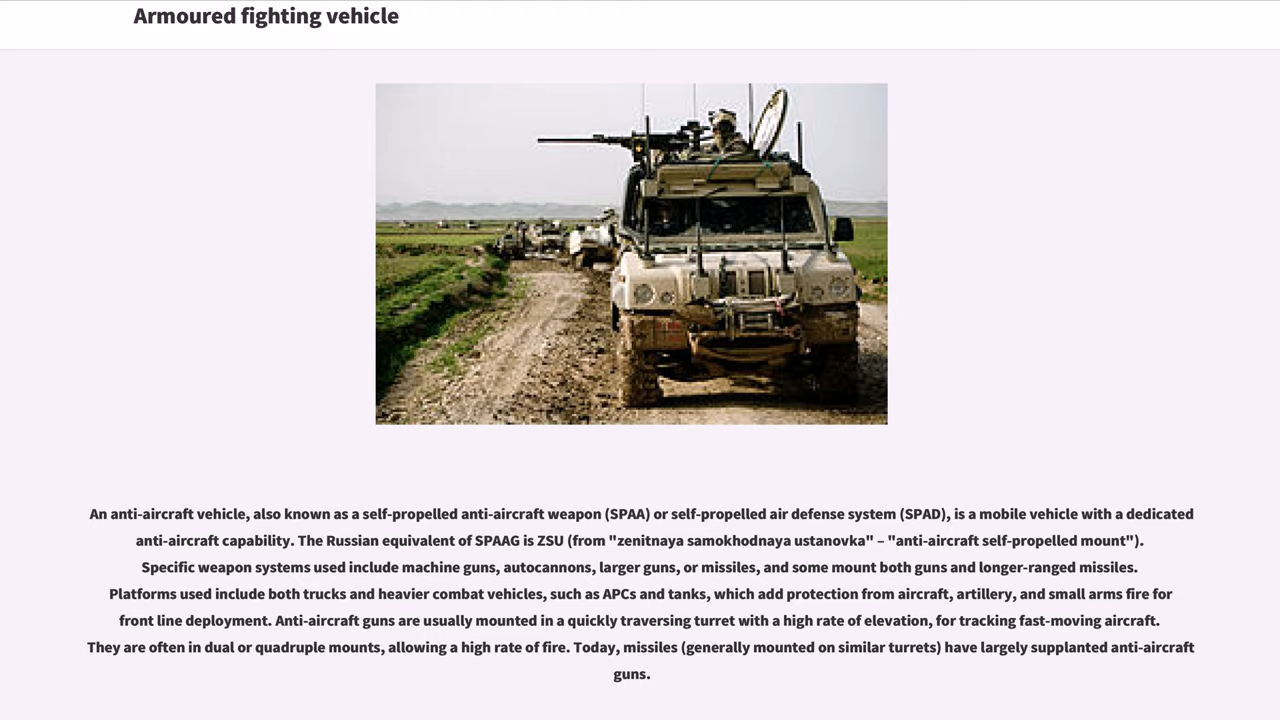 Armoured fighting vehicle
An anti-aircraft vehicle, also known as a self-propelled anti-aircraft weapon (SPAA) or self-propelled air defense system (SPAD), is a mobile vehicle with a dedicated
anti-aircraft capability. The Russian equivalent of SPAAG is ZSU (from "zenitnaya samokhodnaya ustanovka" – "anti-aircraft self-propelled mount").
Specific weapon systems used include machine guns, autocannons, larger guns, or missiles, and some mount both guns and longer-ranged missiles.
Platforms used include both trucks and heavier combat vehicles, such as APCs and tanks, which add protection from aircraft, artillery, and small arms fire for
front line deployment. Anti-aircraft guns are usually mounted in a quickly traversing turret with a high rate of elevation, for tracking fast-moving aircraft.
They are often in dual or quadruple mounts, allowing a high rate of fire. Today, missiles (generally mounted on similar turrets) have largely supplanted anti-aircraft
guns.